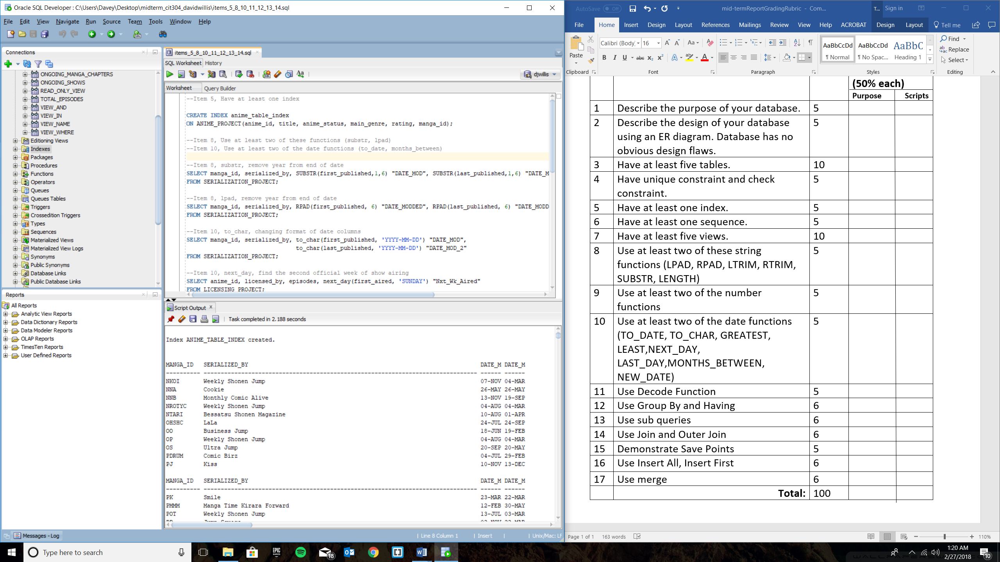 Oracle SQL Developer : C:\Users\Davey\Desktop\midterm_cit304_davidwillis\items_5_8_10_11_12_13_14.sql
File Edit View Navigate Run Source Team Tools Window Help
Connections
ONGOING_MANGA_CHAPTERS
ONGOING_SHOWS
READ_ONLY_VIEW
TOTAL_EPISODES
VIEW_AND
VIEW_IN
VIEW_NAME
VIEW_WHERE
Editioning Views
Indexes
Packages
Procedures
Functions
Operators
Queues
Queues Tables
Triggers
Crossedition Triggers
Types
Sequences
Materialized Views
Materialized View Logs
Synonyms
Public Synonyms
Database Links
Public Database Links
Reports
All Reports
Analytic View Reports
Data Dictionary Reports
Data Modeler Reports
OLAP Reports
TimesTen Reports
User Defined Reports
Messages - Log
items_5_8_10_11_12_13_14.sql
SQL Worksheet History
djwillis
Worksheet Query Builder
--Item 5, Have at least one index
CREATE INDEX anime_table_index
ON ANIME_PROJECT(anime_id, title, anime_status, main_genre, rating, manga_id);
--Item 8, Use at least two of these functions (substr, lpad)
--Item 10, Use at least two of the date functions (to_date, months_between)
--Item 8, substr, remove year from end of date
SELECT manga_id, serialized_by, SUBSTR(first_published,1,6) "DATE_MOD", SUBSTR(last_published,1,6) "DATE_M
FROM SERIALIZATION_PROJECT;
--Item 8, lpad, remove year from end of date
SELECT manga_id, serialized_by, RPAD(first_published, 6) "DATE_MODDED", RPAD(last_published, 6) "DATE_MODD
FROM SERIALIZATION_PROJECT;
--Item 10, to_char, changing format of date columns
SELECT manga_id, serialized_by, to_char(first_published, 'YYYY-MM-DD') "DATE_MOD",
to_char(last_published, 'YYYY-MM-DD') "DATE_MOD_2"
FROM SERIALIZATION_PROJECT;
--Item 10, next_day, find the second official week of show airing
SELECT anime_id, licensed_by, episodes, next_day(first_aired, 'SUNDAY') "Nxt_Wk_Aired"
FROM LICENSING_PROJECT;
Script Output
Task completed in 2.188 seconds
Index ANIME_TABLE_INDEX created.
MANGA_ID SERIALIZED_BY DATE_M DATE_M
NKOI Weekly Shonen Jump 07-NOV 04-MAR
NNA Cookie 26-MAY 26-MAY
NNB Monthly Comic Alive 13-NOV 19-SEP
NROTYC Weekly Shonen Jump 04-AUG 04-MAR
NTARI Bessatsu Shonen Magazine 10-AUG 01-APR
OHSHC LaLa 24-JUL 24-SEP
OO Business Jump 18-JUN 19-FEB
OP Weekly Shonen Jump 04-AUG 04-MAR
OS Ultra Jump 20-SEP 20-MAY
PDRUM Comic Birz 04-JUL 29-FEB
PJ Kiss 10-NOV 13-DEC
MANGA_ID SERIALIZED_BY DATE_M DATE_M
PK Smile 23-MAR 22-MAR
PMMM Manga Time Kirara Forward 12-FEB 30-MAY
POT Weekly Shonen Jump 13-JUL 03-MAR
Line 8 Column 1 Insert Unix/Mac: LF
AutoSave Off mid-termReportGradingRubric - Com... T... Sign in
File Home Insert Design Layout References Mailings Review View Help ACROBAT Design Layout Tell me
Paste
Calibri (Body) 16
AaBbCcDd AaBbCcDd AaBbC
¶ Normal ¶ No Spac... Heading 1
Find
Replace
Select
Clipboard Font Paragraph Styles Editing
(50% each)
Purpose Scripts
1 Describe the purpose of your database. 5
2 Describe the design of your database 5
using an ER diagram. Database has no
obvious design flaws.
3 Have at least five tables. 10
4 Have unique constraint and check 5
constraint.
5 Have at least one index. 5
6 Have at least one sequence. 5
7 Have at least five views. 10
8 Use at least two of these string 5
functions (LPAD, RPAD, LTRIM, RTRIM,
SUBSTR, LENGTH)
9 Use at least two of the number 5
functions
10 Use at least two of the date functions 5
(TO_DATE, TO_CHAR, GREATEST,
LEAST,NEXT_DAY,
LAST_DAY,MONTHS_BETWEEN,
NEW_DATE)
11 Use Decode Function 5
12 Use Group By and Having 6
13 Use sub queries 6
14 Use Join and Outer Join 6
15 Demonstrate Save Points 5
16 Use Insert All, Insert First 6
17 Use merge 6
Total: 100
Page 1 of 1 163 words 110%
Type here to search
EPIC GAMES
18
1:20 AM
2/27/2018
10